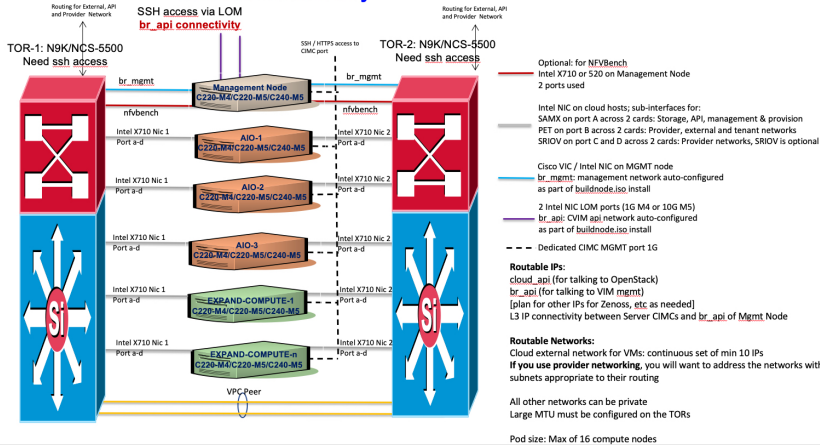 Routing for External, API
and Provider Network
SSH access via LOM
br_api connectivity
Routing for External, API
and Provider Network
TOR-1: N9K/NCS-5500
Need ssh access
SSH / HTTPS access to
CIMC port
TOR-2: N9K/NCS-5500
Need ssh access
br_mgmt
Management Node
C220-M4/C220-M5/C240-M5
br_mgmt
nfvbench
nfvbench
Intel X710 Nic 1
Port a-d
AIO-1
C220-M4/C220-M5/C240-M5
Intel X710 Nic 2
Port a-d
Intel X710 Nic 1
Port a-d
AIO-2
C220-M4/C220-M5/C240-M5
Intel X710 Nic 2
Port a-d
Intel X710 Nic 1
Port a-d
AIO-3
C220-M4/C220-M5/C240-M5
Intel X710 Nic 2
Port a-d
Intel X710 Nic 1
Port a-d
EXPAND-COMPUTE-1
C220-M4/C220-M5/C240-M5
Intel X710 Nic 2
Port a-d
Intel X710 Nic 1
Port a-d
EXPAND-COMPUTE-n
C220-M4/C220-M5/C240-M5
Intel X710 Nic 2
Port a-d
Si
Si
VPC Peer
Optional: for NFVBench
Intel X710 or 520 on Management Node
2 ports used
Intel NIC on cloud hosts; sub-interfaces for:
SAMX on port A across 2 cards: Storage, API, management & provision
PET on port B across 2 cards: Provider, external and tenant networks
SRIOV on port C and D across 2 cards: Provider networks, SRIOV is optional
Cisco VIC / Intel NIC on MGMT node
br_mgmt: management network auto-configured
as part of buildnode.iso install
2 Intel NIC LOM ports (1G M4 or 10G M5)
br_api: CVIM api network auto-configured
as part of buildnode.iso install
Dedicated CIMC MGMT port 1G
Routable IPs:
cloud_api (for talking to OpenStack)
br_api (for talking to VIM mgmt)
[plan for other IPs for Zenoss, etc as needed]
L3 IP connectivity between Server CIMCs and br_api of Mgmt Node
Routable Networks:
Cloud external network for VMs: continuous set of min 10 IPs
If you use provider networking, you will want to address the networks with
subnets appropriate to their routing
All other networks can be private
Large MTU must be configured on the TORs
Pod size: Max of 16 compute nodes